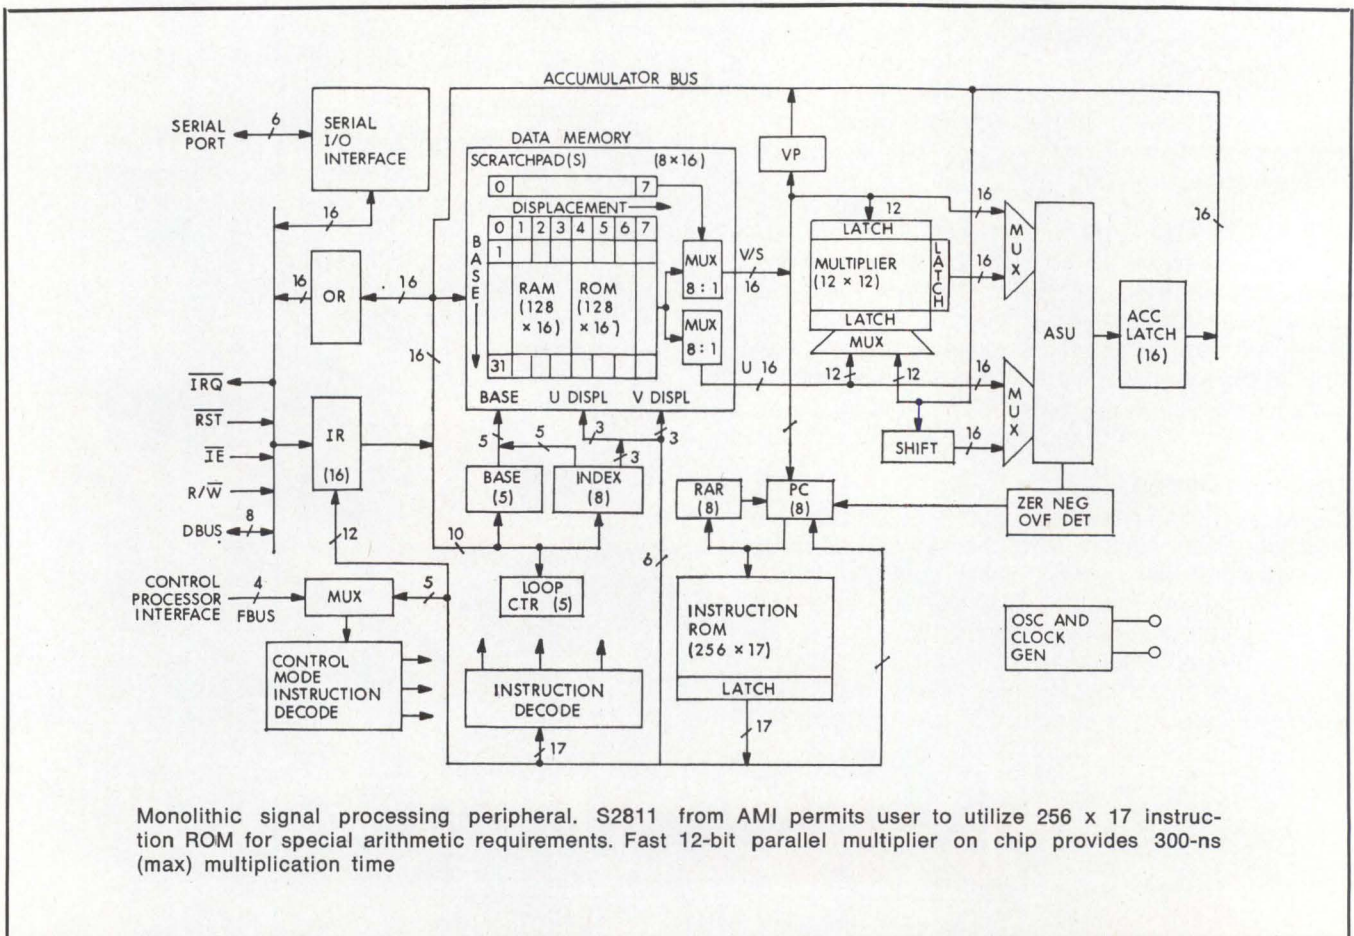 ACCUMULATOR BUS
SERIAL
PORT
6
SERIAL
I/O
INTERFACE
16
DATA MEMORY
SCRATCHPAD(S) (8×16)
0 7
DISPLACEMENT
0 1 2 3 4 5 6 7
1
31
BASE
RAM
(128
×16)
ROM
(128
×16)
MUX
8:1
MUX
8:1
V/S
16
U 16
BASE U DISPL V DISPL
VP
12
LATCH
MULTIPLIER
(12 × 12)
LATCH
LATCH
MUX
12
12
16
16
16
16
MUX
MUX
SHIFT
ASU
ACC
LATCH
(16)
16
16
OR
16
16
IRQ
RST
IE
R/W
DBUS
8
IR
(16)
12
5
5
3
3
3
BASE
(5)
INDEX
(8)
10
LOOP
CTR (5)
RAR
(8)
PC
(8)
ZER NEG
OVF DET
6
CONTROL
PROCESSOR
INTERFACE
4
FBUS
MUX
5
CONTROL
MODE
INSTRUCTION
DECODE
INSTRUCTION
DECODE
17
INSTRUCTION
ROM
(256 × 17)
LATCH
17
OSC AND
CLOCK
GEN
Monolithic signal processing peripheral. S2811 from AMI permits user to utilize 256 x 17 instruc-
tion ROM for special arithmetic requirements. Fast 12-bit parallel multiplier on chip provides 300-ns
(max) multiplication time